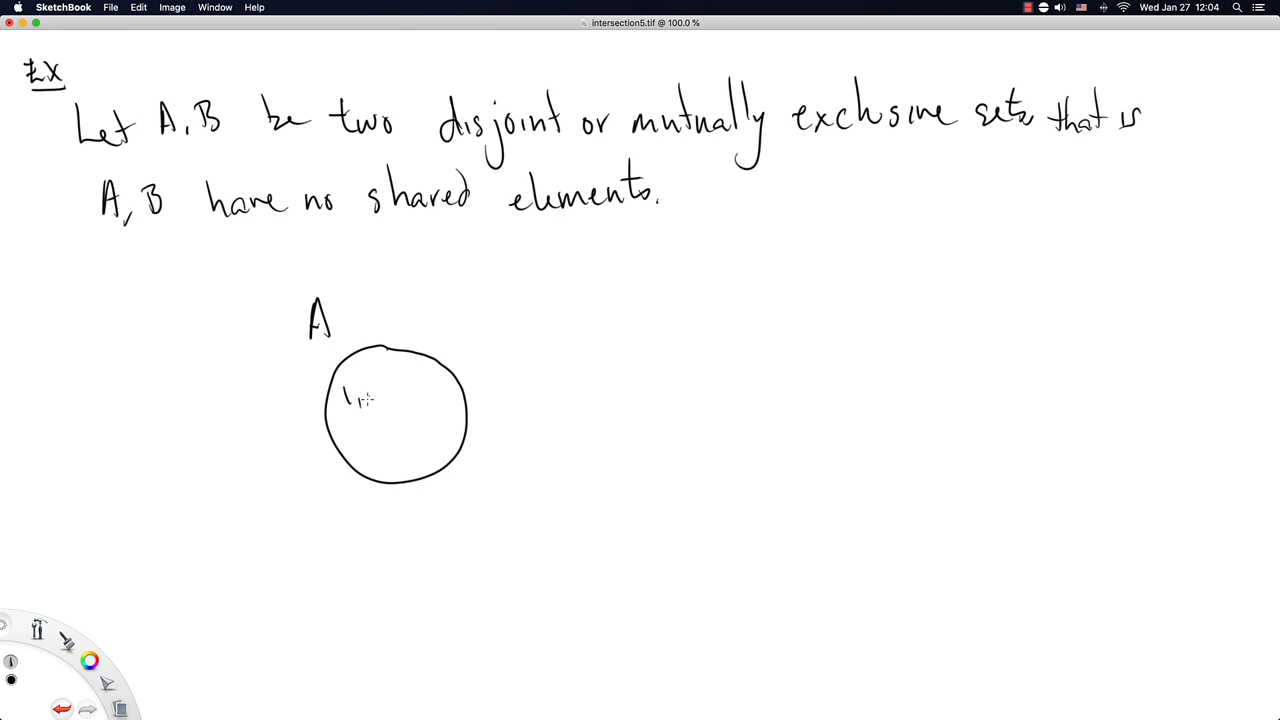 SketchBook File Edit Image Window Help Wed Jan 27 12:04
intersection5.tif @ 100.0 %
Ex
Let A, B be two disjoint or mutually exclusive sets that is
A, B have no shared elements.
A